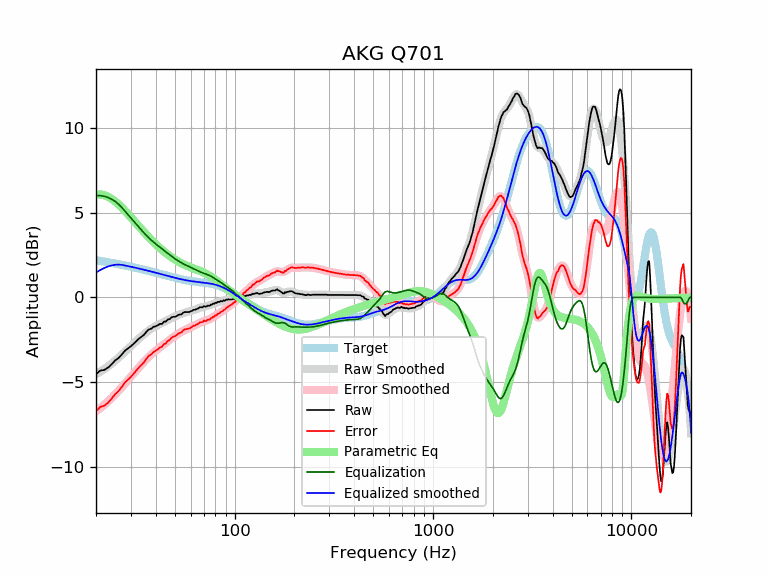 AKG Q701
Amplitude (dBr)
10
5
0
−5
−10
Target
Raw Smoothed
Error Smoothed
Raw
Error
Parametric Eq
Equalization
Equalized smoothed
100
1000
10000
Frequency (Hz)